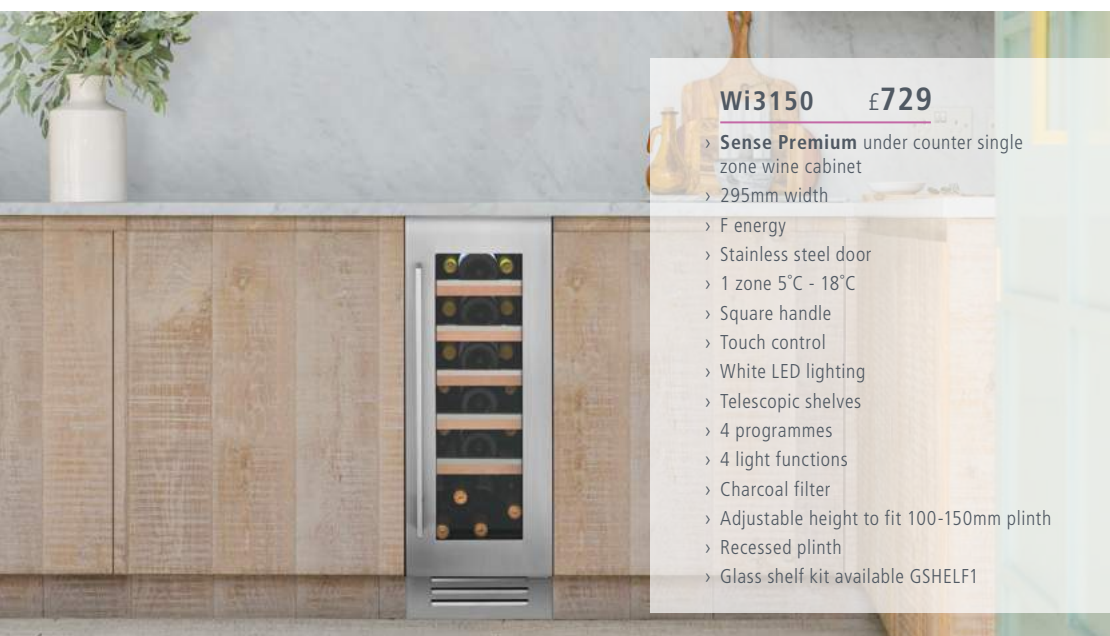 Wi3150 £729
› Sense Premium under counter single
zone wine cabinet
› 295mm width
› F energy
› Stainless steel door
› 1 zone 5˚C - 18˚C
› Square handle
› Touch control
› White LED lighting
› Telescopic shelves
› 4 programmes
› 4 light functions
› Charcoal filter
› Adjustable height to fit 100-150mm plinth
› Recessed plinth
› Glass shelf kit available GSHELF1